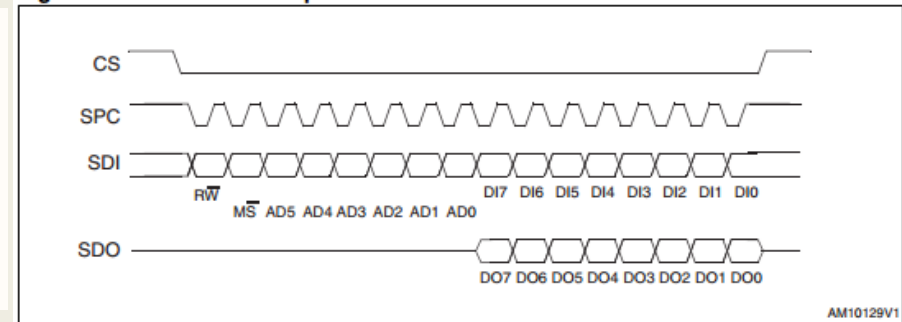 CS
SPC
SDI
RW̅
DI7 DI6 DI5 DI4 DI3 DI2 DI1 DI0
MS̅ AD5 AD4 AD3 AD2 AD1 AD0
SDO
DO7 DO6 DO5 DO4 DO3 DO2 DO1 DO0
AM10129V1